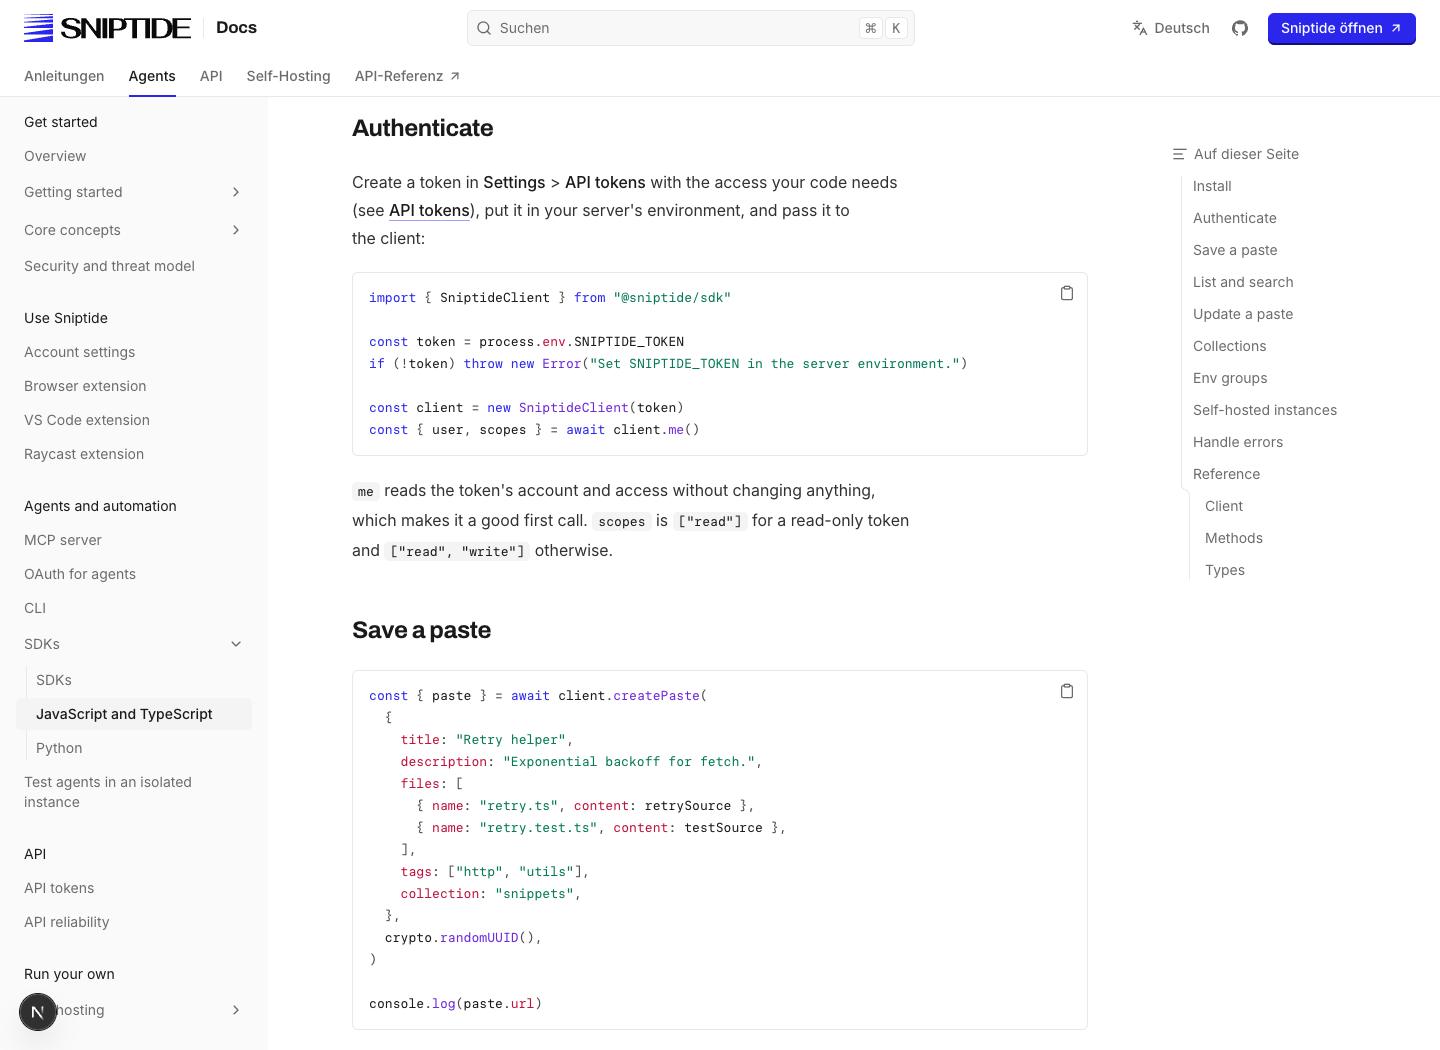 SNIPTIDE
Docs
Suchen
⌘ K
Deutsch
Sniptide öffnen
Anleitungen
Agents
API
Self-Hosting
API-Referenz
Get started
Overview
Getting started
Core concepts
Security and threat model
Use Sniptide
Account settings
Browser extension
VS Code extension
Raycast extension
Agents and automation
MCP server
OAuth for agents
CLI
SDKs
SDKs
JavaScript and TypeScript
Python
Test agents in an isolated
instance
API
API tokens
API reliability
Run your own
hosting
N
Authenticate
Create a token in Settings > API tokens with the access your code needs
(see API tokens), put it in your server's environment, and pass it to
the client:
import { SniptideClient } from "@sniptide/sdk"
const token = process.env.SNIPTIDE_TOKEN
if (!token) throw new Error("Set SNIPTIDE_TOKEN in the server environment.")
const client = new SniptideClient(token)
const { user, scopes } = await client.me()
me reads the token's account and access without changing anything,
which makes it a good first call. scopes is ["read"] for a read-only token
and ["read", "write"] otherwise.
Save a paste
const { paste } = await client.createPaste(
  {
    title: "Retry helper",
    description: "Exponential backoff for fetch.",
    files: [
      { name: "retry.ts", content: retrySource },
      { name: "retry.test.ts", content: testSource },
    ],
    tags: ["http", "utils"],
    collection: "snippets",
  },
  crypto.randomUUID(),
)
console.log(paste.url)
Auf dieser Seite
Install
Authenticate
Save a paste
List and search
Update a paste
Collections
Env groups
Self-hosted instances
Handle errors
Reference
Client
Methods
Types